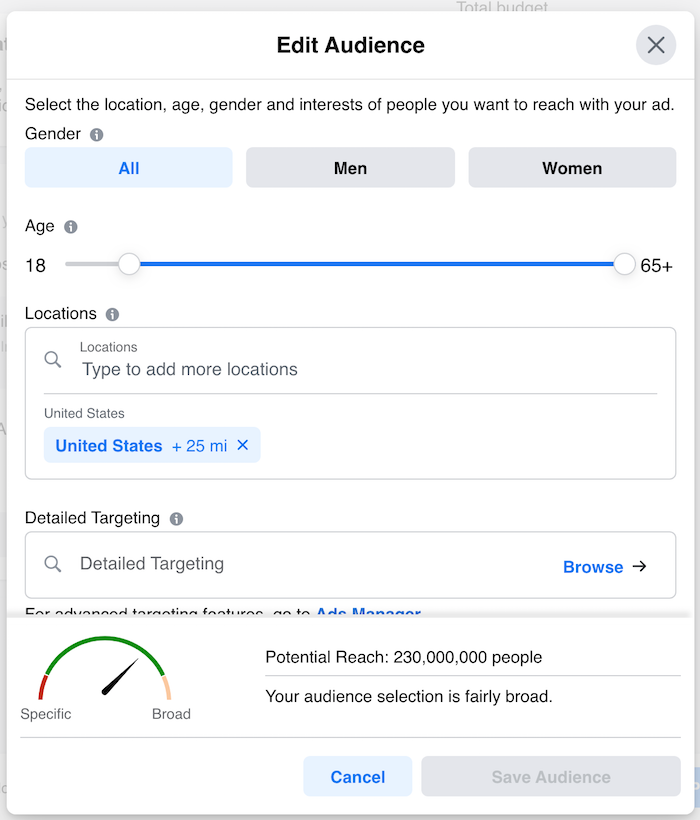 Total budget
Edit Audience
Select the location, age, gender and interests of people you want to reach with your ad.
Gender
All Men Women
Age
18 65+
Locations
Locations
Type to add more locations
United States
United States + 25 mi
Detailed Targeting
Detailed Targeting
Browse →
For advanced targeting features, go to Ads Manager
Potential Reach: 230,000,000 people
Your audience selection is fairly broad.
Specific Broad
Cancel Save Audience